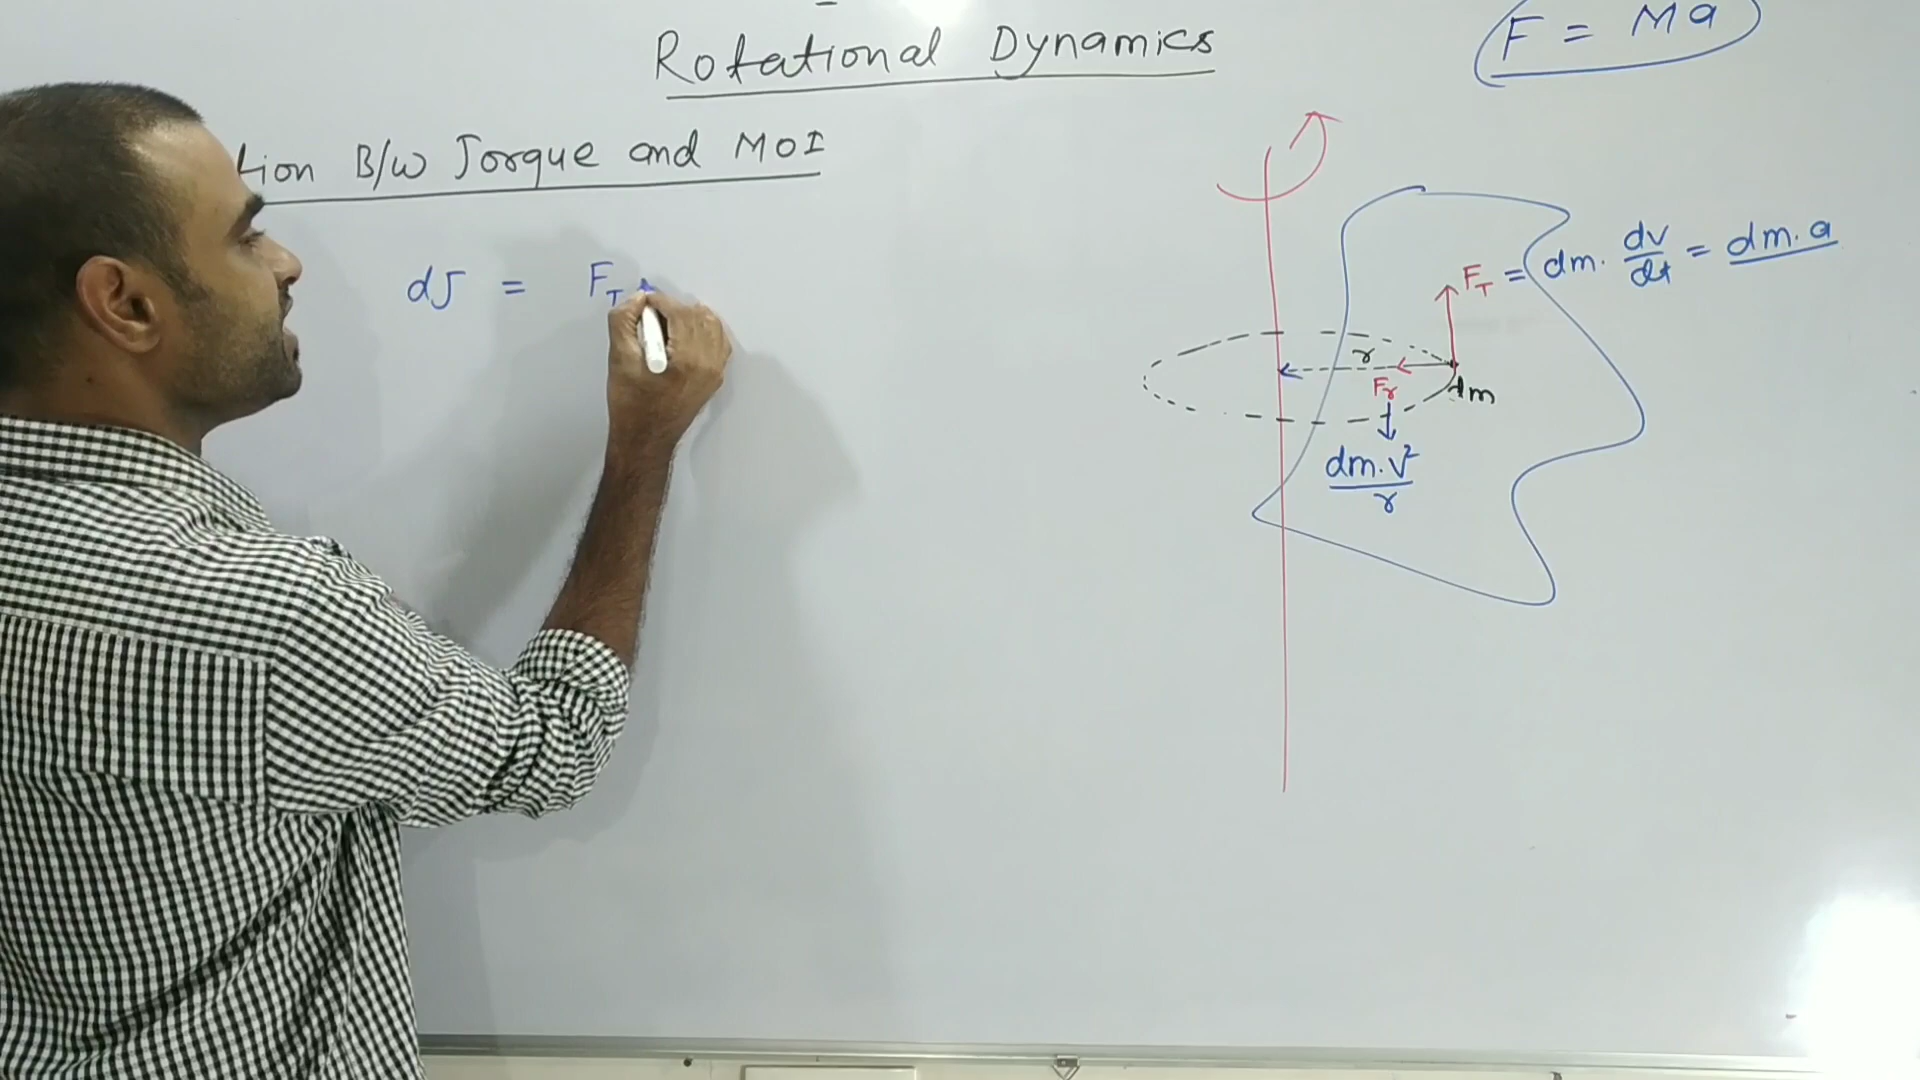 Rotational Dynamics
F = Ma
tion B/w Torque and MOI
dτ = F_T
F_T = dm. dv/dt = dm. a
r
F_r
dm
dm. v²/r